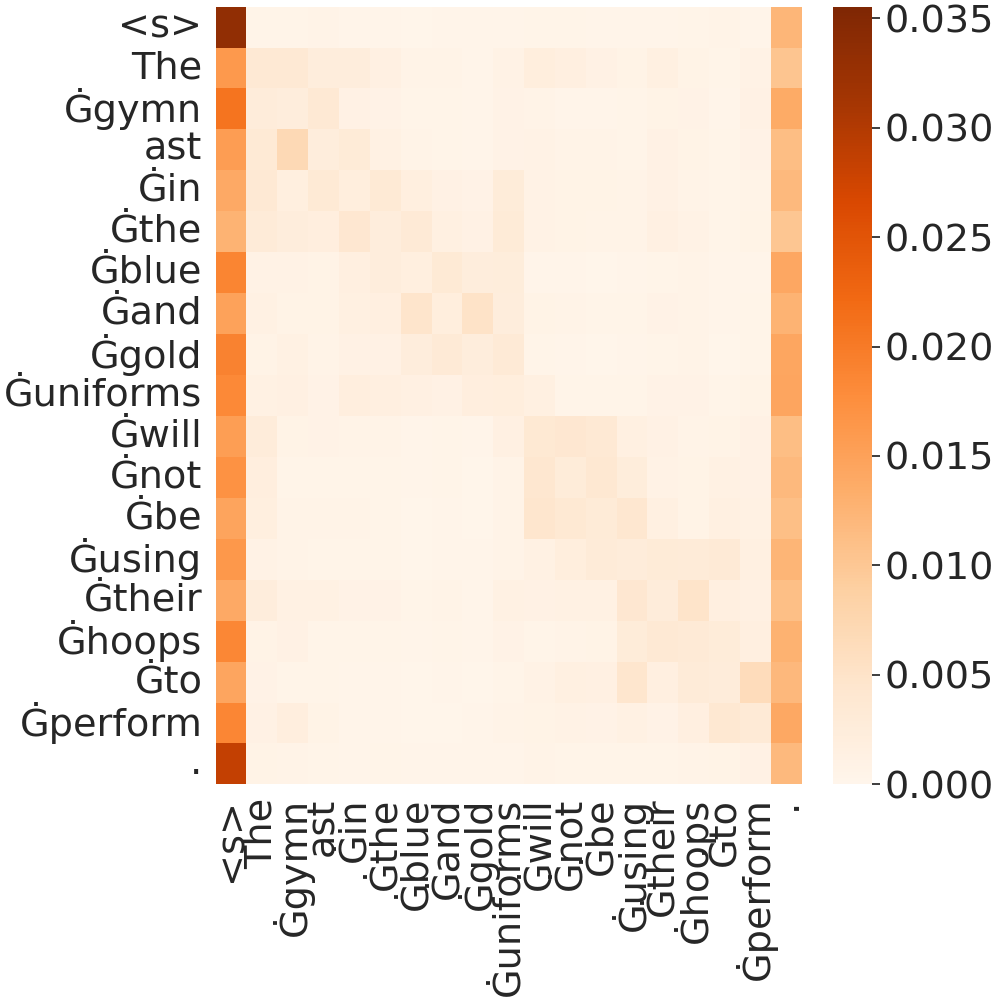 <s>
The
Ġgymn
ast
Ġin
Ġthe
Ġblue
Ġand
Ġgold
Ġuniforms
Ġwill
Ġnot
Ġbe
Ġusing
Ġtheir
Ġhoops
Ġto
Ġperform
.
<s>
The
Ġgymn
ast
Ġin
Ġthe
Ġblue
Ġand
Ġgold
Ġuniforms
Ġwill
Ġnot
Ġbe
Ġusing
Ġtheir
Ġhoops
Ġto
Ġperform
.
0.035
0.030
0.025
0.020
0.015
0.010
0.005
0.000